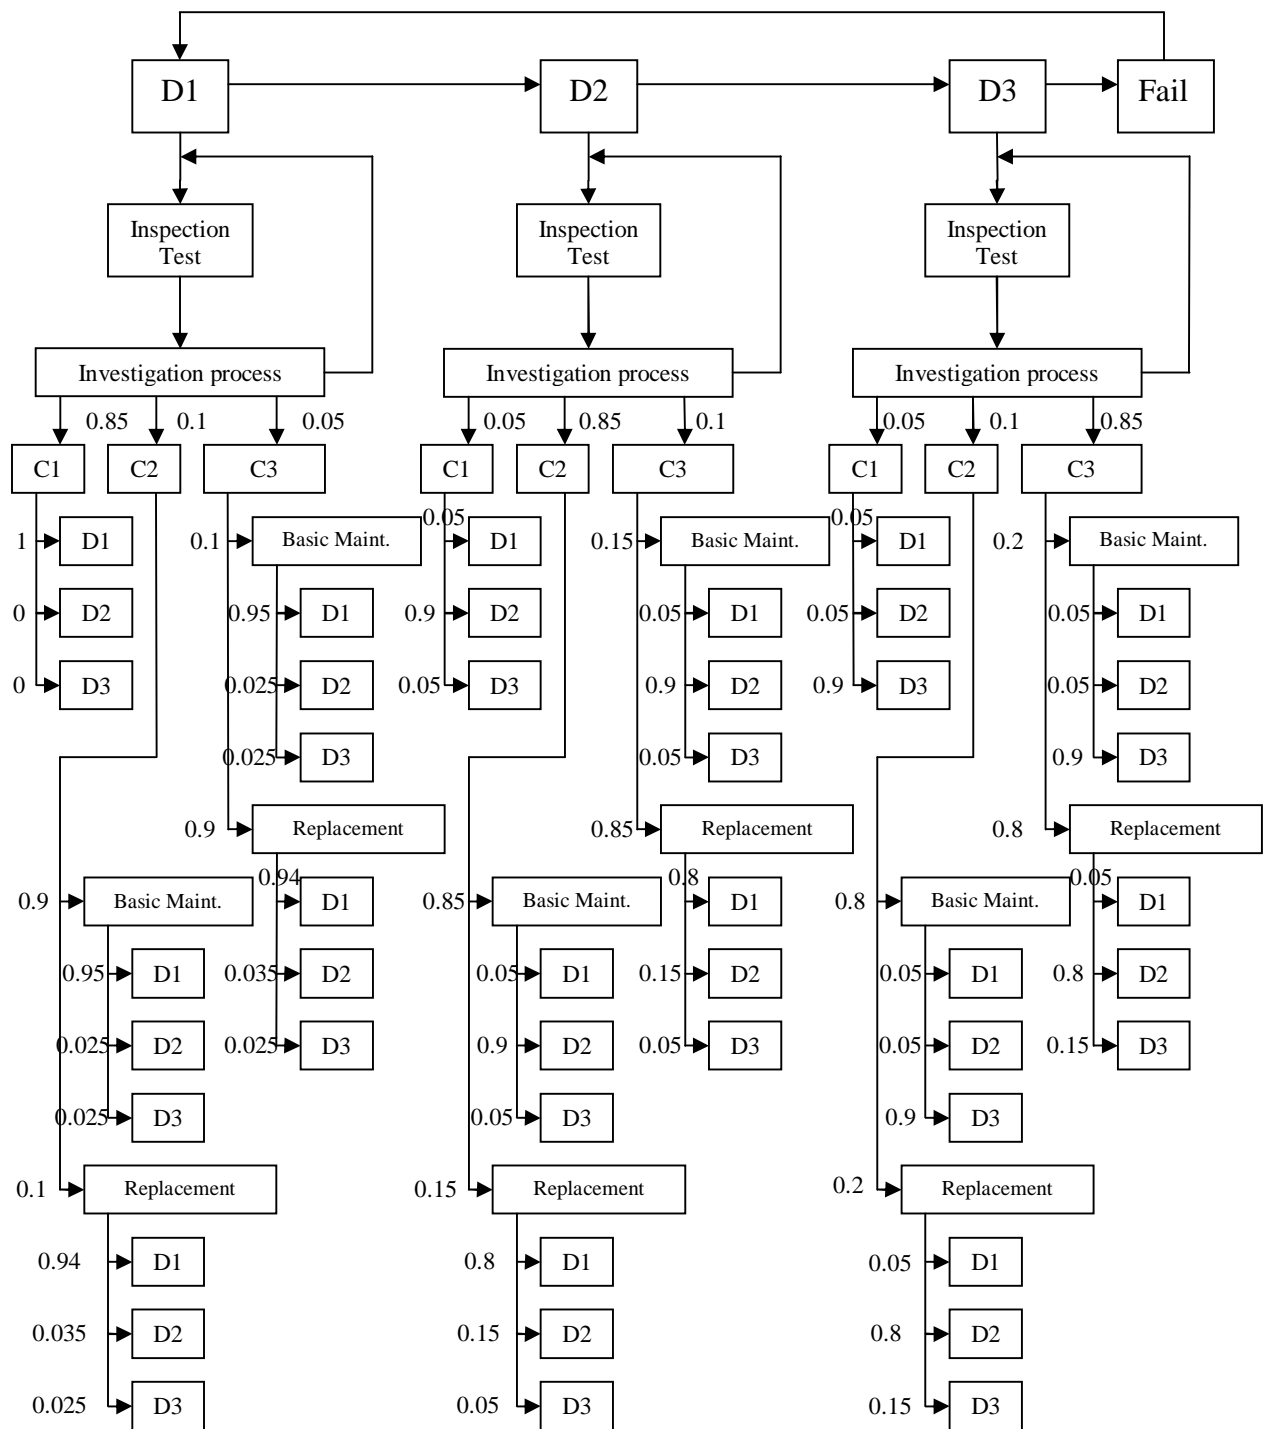 D1 D2 D3 Fail
Inspection Inspection Inspection
Test Test Test
Investigation process Investigation process Investigation process
0.85 0.1 0.05 0.05 0.85 0.1 0.05 0.1 0.85
C1 C2 C3 C1 C2 C3 C1 C2 C3
0.05 0.05
1 D1 0.1 Basic Maint. D1 0.15 Basic Maint. D1 0.2 Basic Maint.
0 D2 0.95 D1 0.9 D2 0.05 D1 0.05 D2 0.05 D1
0 D3 0.025 D2 0.05 D3 0.9 D2 0.9 D3 0.05 D2
0.025 D3 0.05 D3 0.9 D3
0.9 Replacement 0.85 Replacement 0.8 Replacement
0.94 0.8 0.05
0.9 Basic Maint. D1 0.85 Basic Maint. D1 0.8 Basic Maint. D1
0.95 D1 0.035 D2 0.05 D1 0.15 D2 0.05 D1 0.8 D2
0.025 D2 0.025 D3 0.9 D2 0.05 D3 0.05 D2 0.15 D3
0.025 D3 0.05 D3 0.9 D3
0.1 Replacement 0.15 Replacement 0.2 Replacement
0.94 D1 0.8 D1 0.05 D1
0.035 D2 0.15 D2 0.8 D2
0.025 D3 0.05 D3 0.15 D3